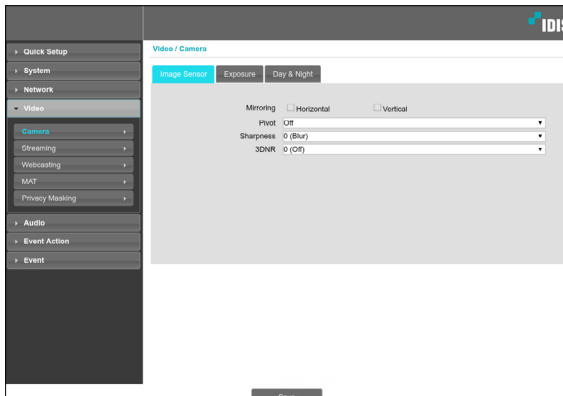 IDIS
Quick Setup
System
Network
Video
Camera
Streaming
Webcasting
MAT
Privacy Masking
Audio
Event Action
Event
Video / Camera
Image Sensor Exposure Day & Night
Mirroring Horizontal Vertical
Pivot Off
Sharpness 0 (Blur)
3DNR 0 (Off)